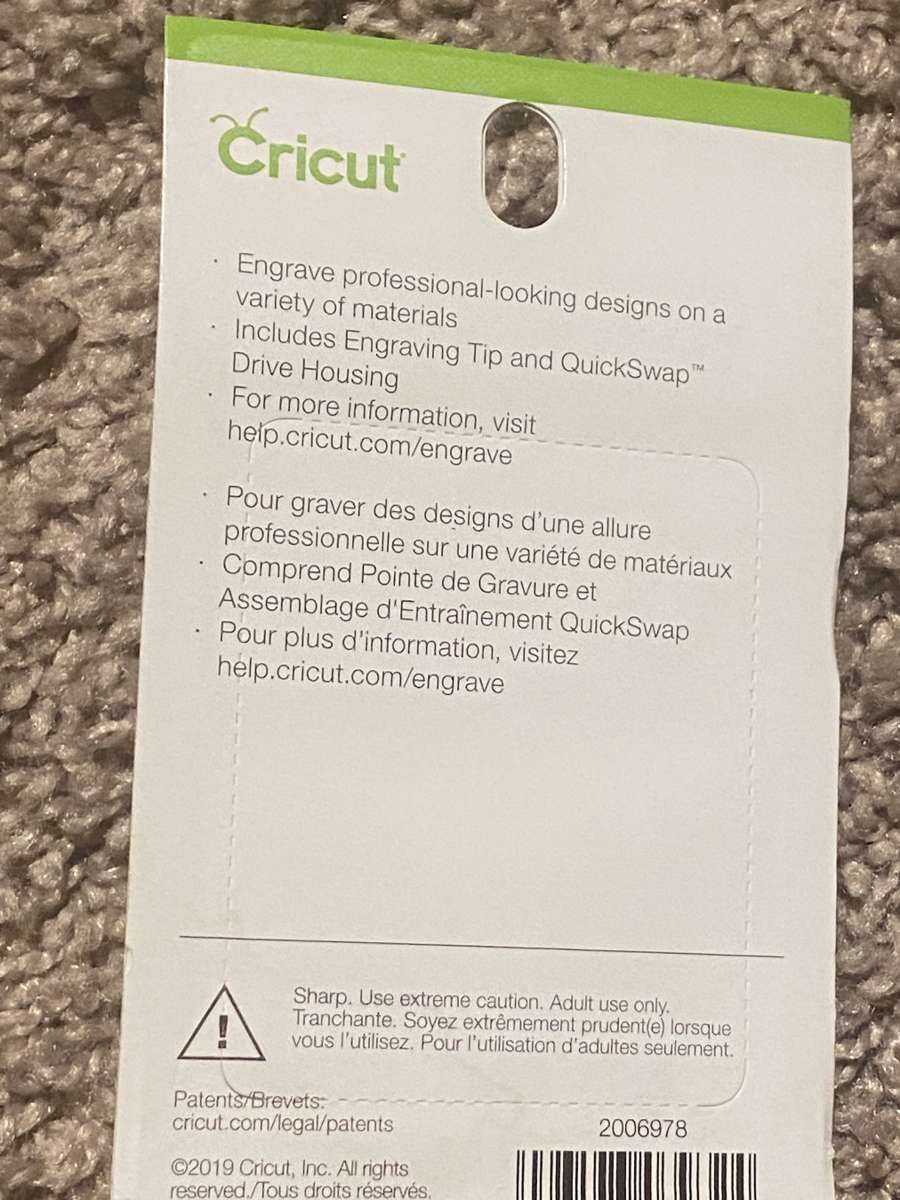 Cricut
· Engrave professional-looking designs on a
variety of materials
· Includes Engraving Tip and QuickSwap™
Drive Housing
· For more information, visit
help.cricut.com/engrave
· Pour graver des designs d'une allure
professionnelle sur une variété de matériaux
· Comprend Pointe de Gravure et
Assemblage d'Entraînement QuickSwap
· Pour plus d'information, visitez
help.cricut.com/engrave
Sharp. Use extreme caution. Adult use only.
Tranchante. Soyez extrêmement prudent(e) lorsque
vous l'utilisez. Pour l'utilisation d'adultes seulement.
Patents/Brevets:
cricut.com/legal/patents
2006978
©2019 Cricut, Inc. All rights
reserved./Tous droits réservés.